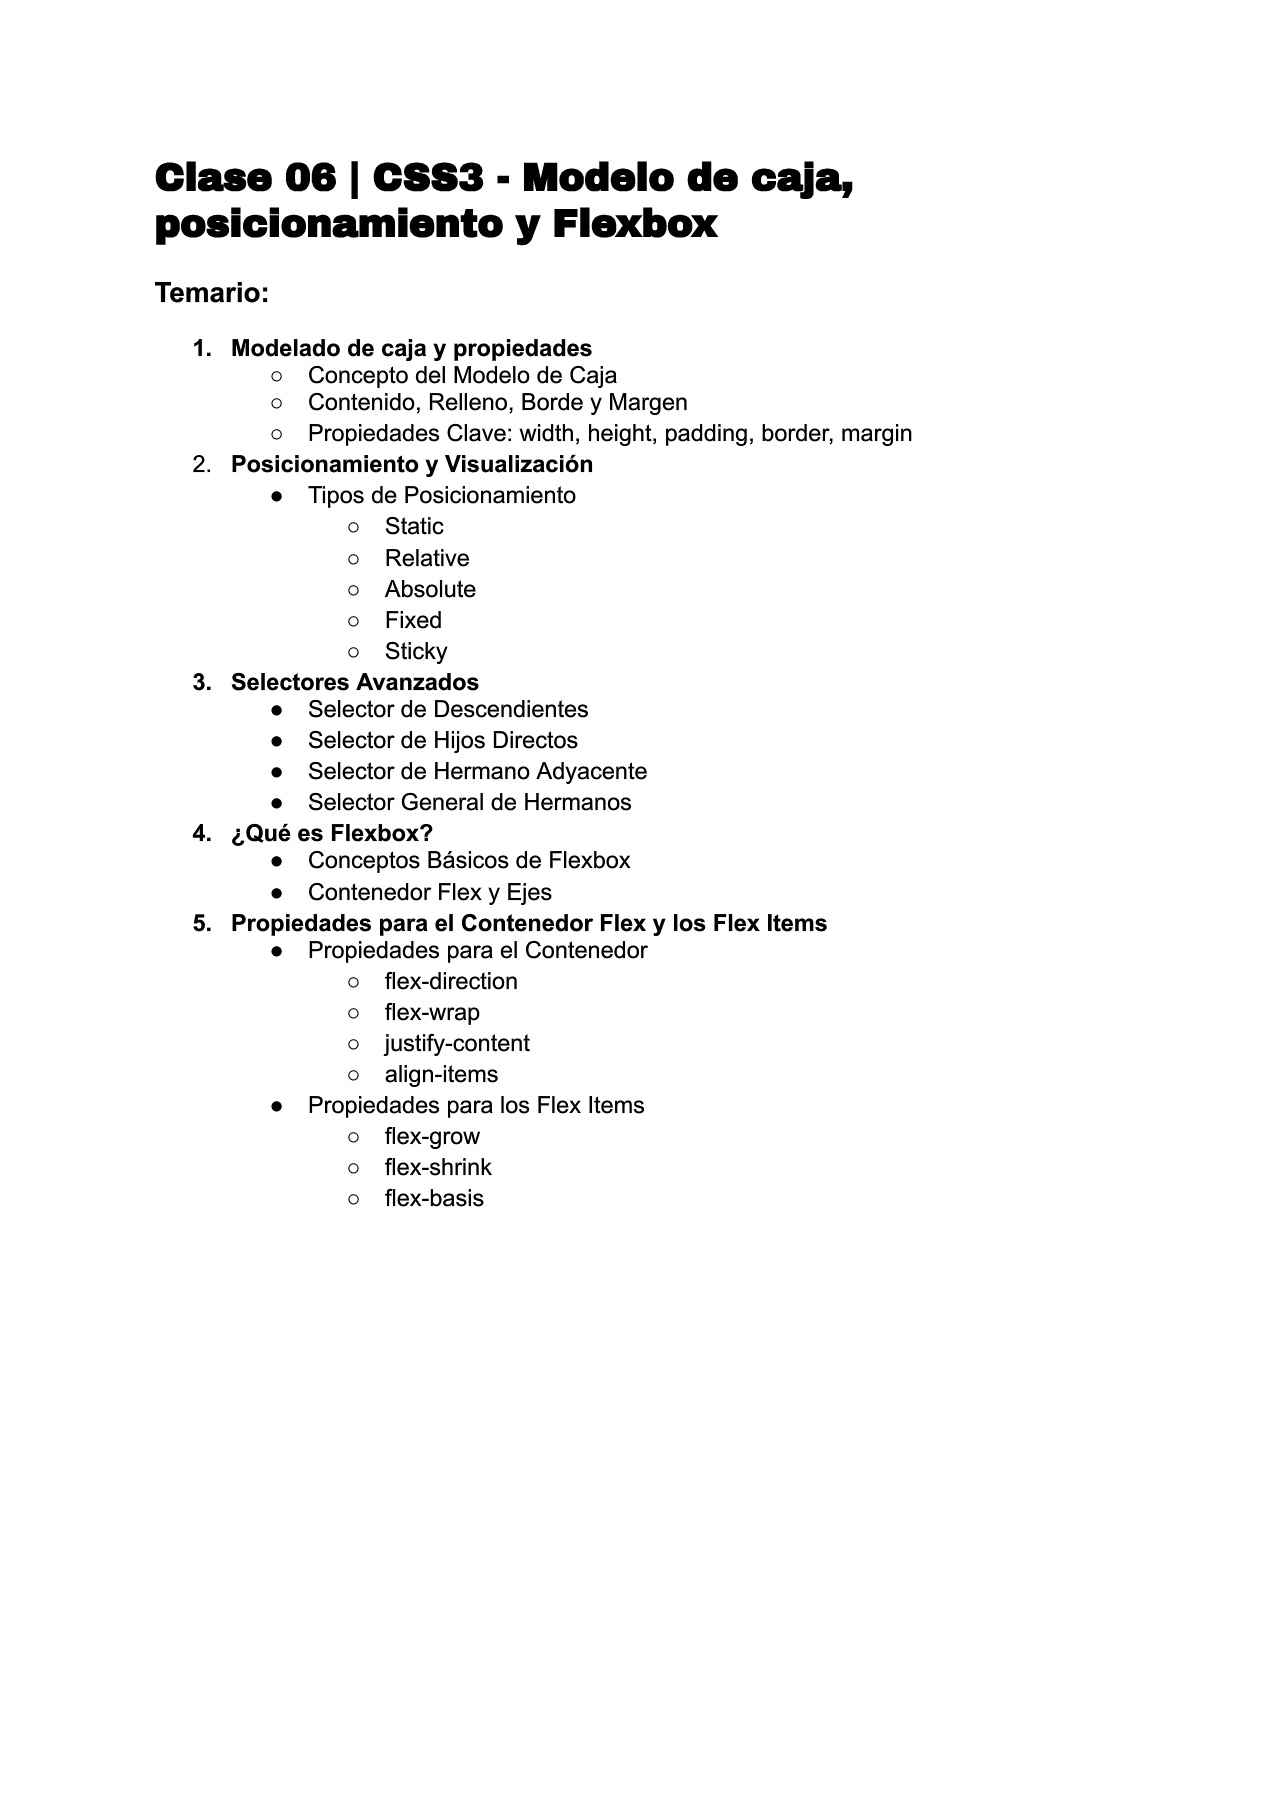 Clase 06 | CSS3 - Modelo de caja,
posicionamiento y Flexbox
Temario:
1. Modelado de caja y propiedades
○ Concepto del Modelo de Caja
○ Contenido, Relleno, Borde y Margen
○ Propiedades Clave: width, height, padding, border, margin
2. Posicionamiento y Visualización
● Tipos de Posicionamiento
○ Static
○ Relative
○ Absolute
○ Fixed
○ Sticky
3. Selectores Avanzados
● Selector de Descendientes
● Selector de Hijos Directos
● Selector de Hermano Adyacente
● Selector General de Hermanos
4. ¿Qué es Flexbox?
● Conceptos Básicos de Flexbox
● Contenedor Flex y Ejes
5. Propiedades para el Contenedor Flex y los Flex Items
● Propiedades para el Contenedor
○ flex-direction
○ flex-wrap
○ justify-content
○ align-items
● Propiedades para los Flex Items
○ flex-grow
○ flex-shrink
○ flex-basis